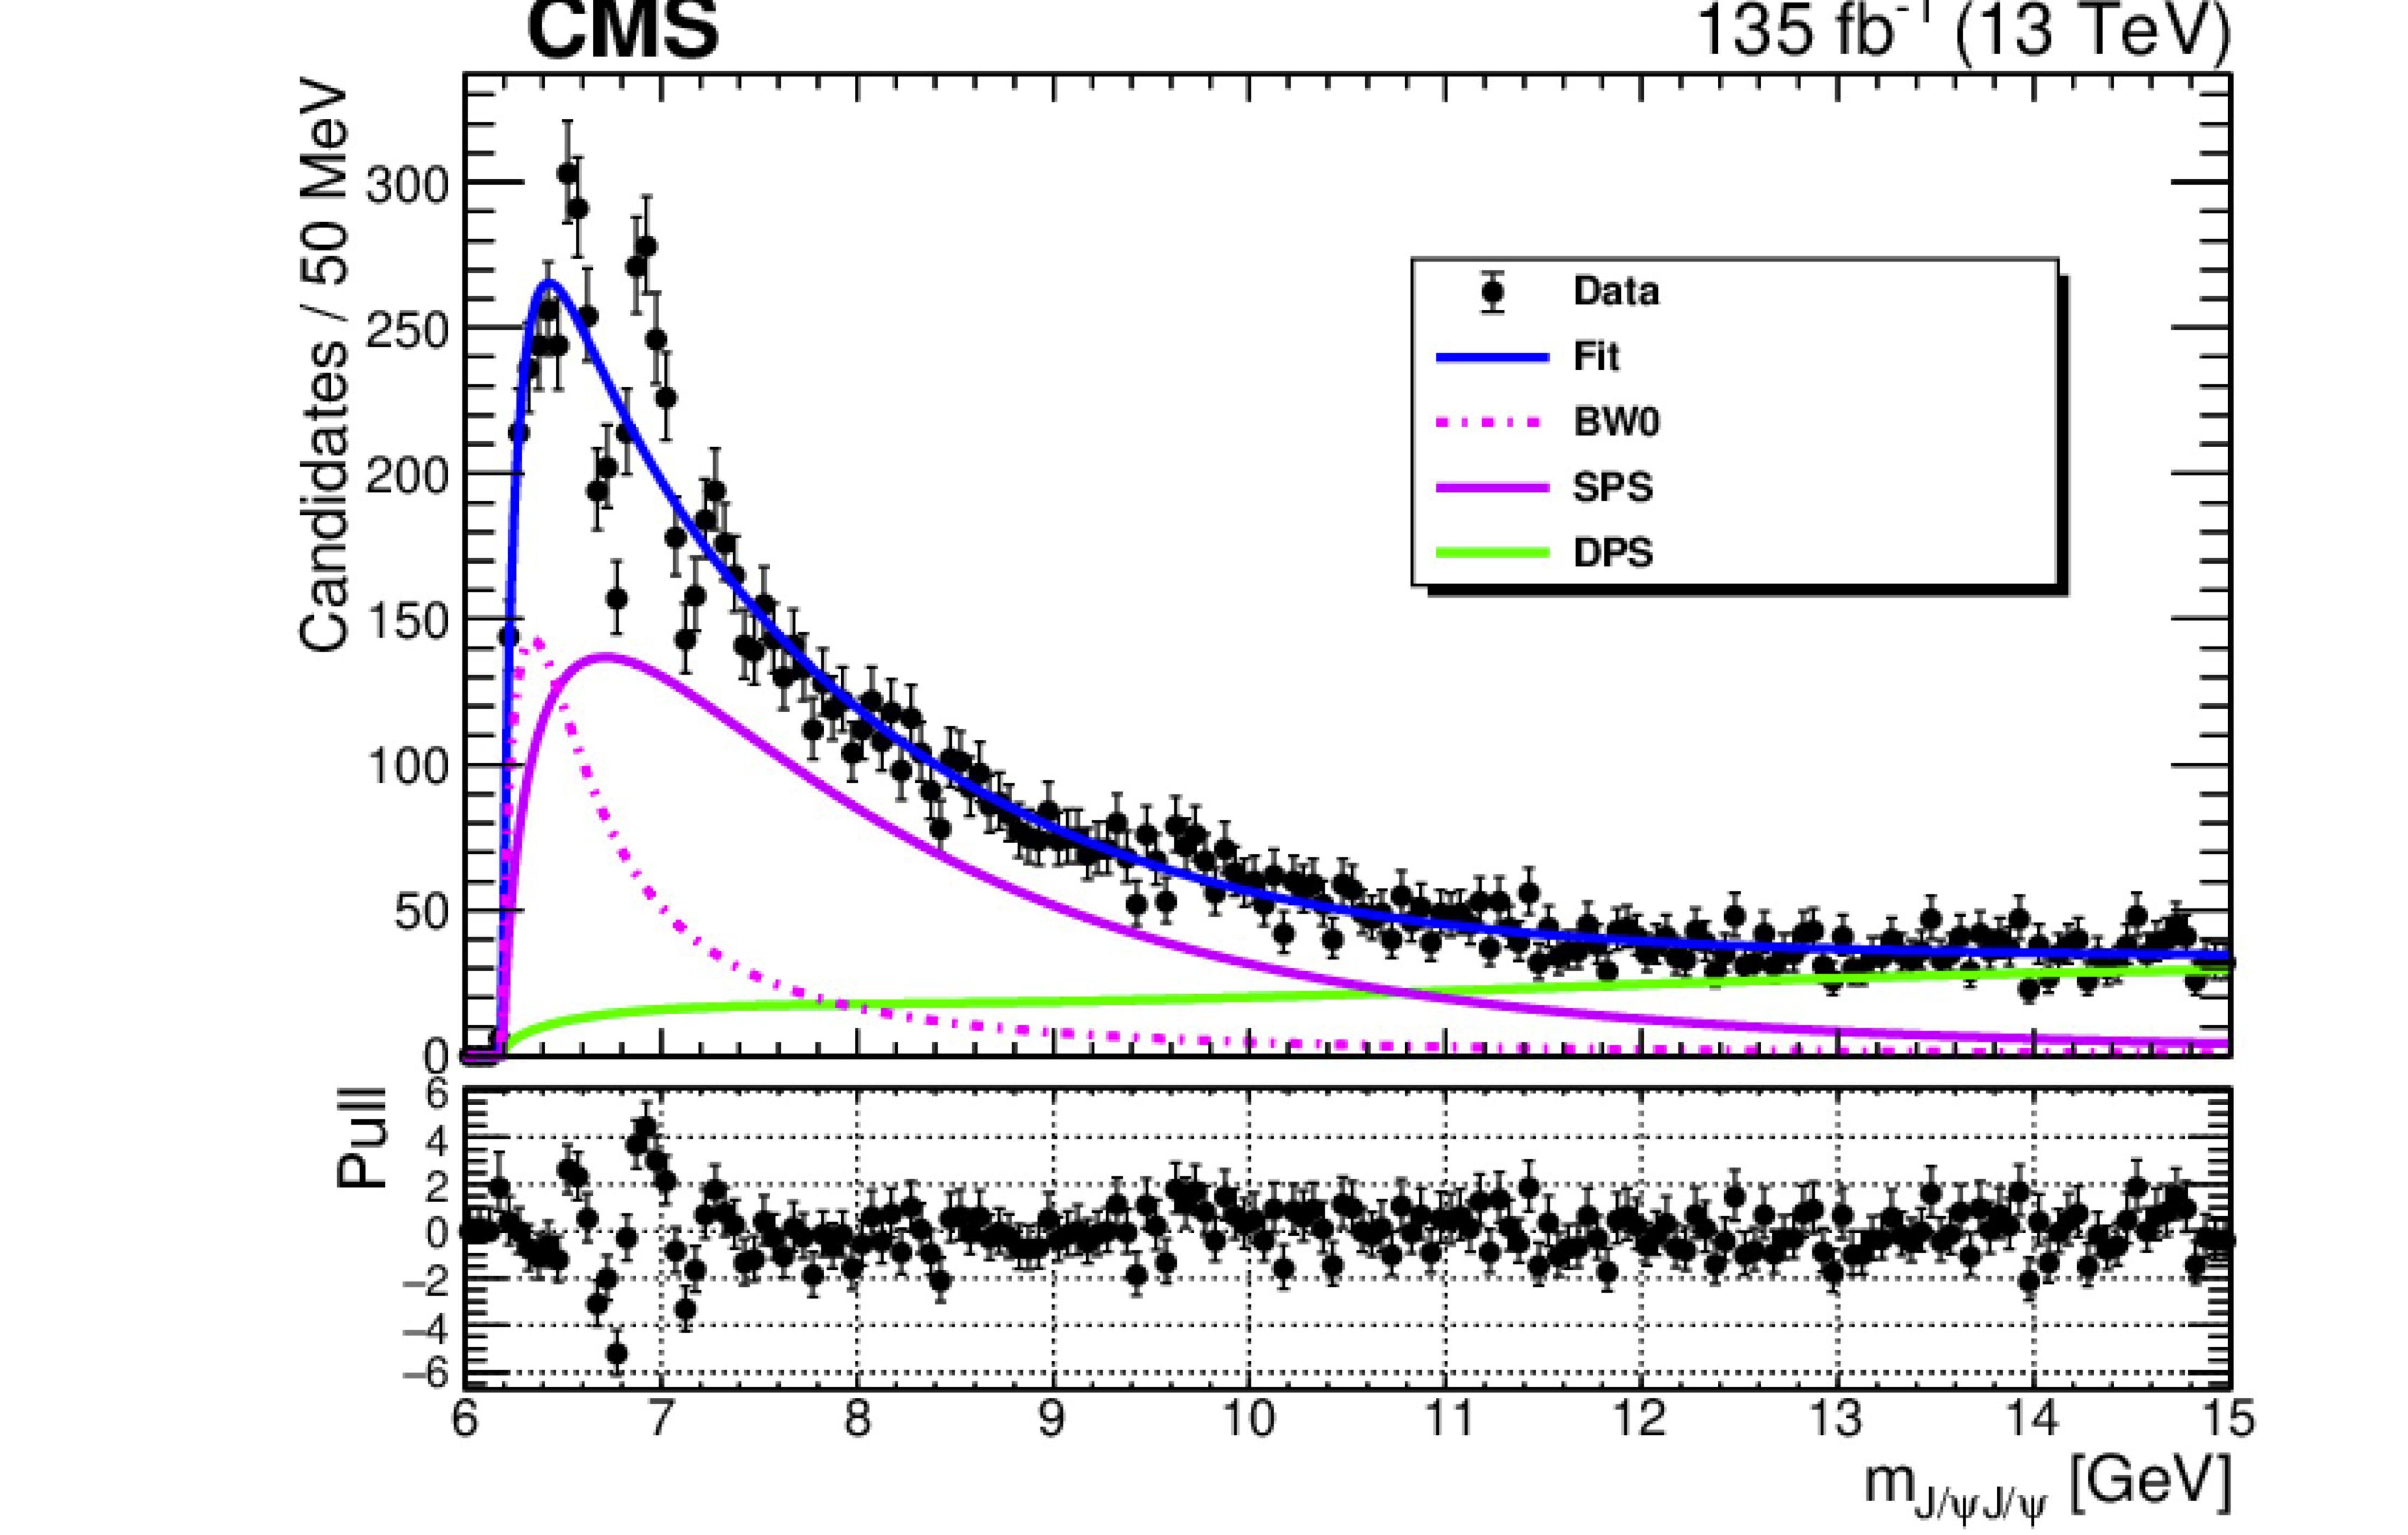 CMS
135 fb⁻¹ (13 TeV)
Candidates / 50 MeV
300
250
200
150
100
50
0
Data
Fit
BW0
SPS
DPS
Pull
6
4
2
0
−2
−4
−6
6 7 8 9 10 11 12 13 14 15
m_J/ψJ/ψ [GeV]